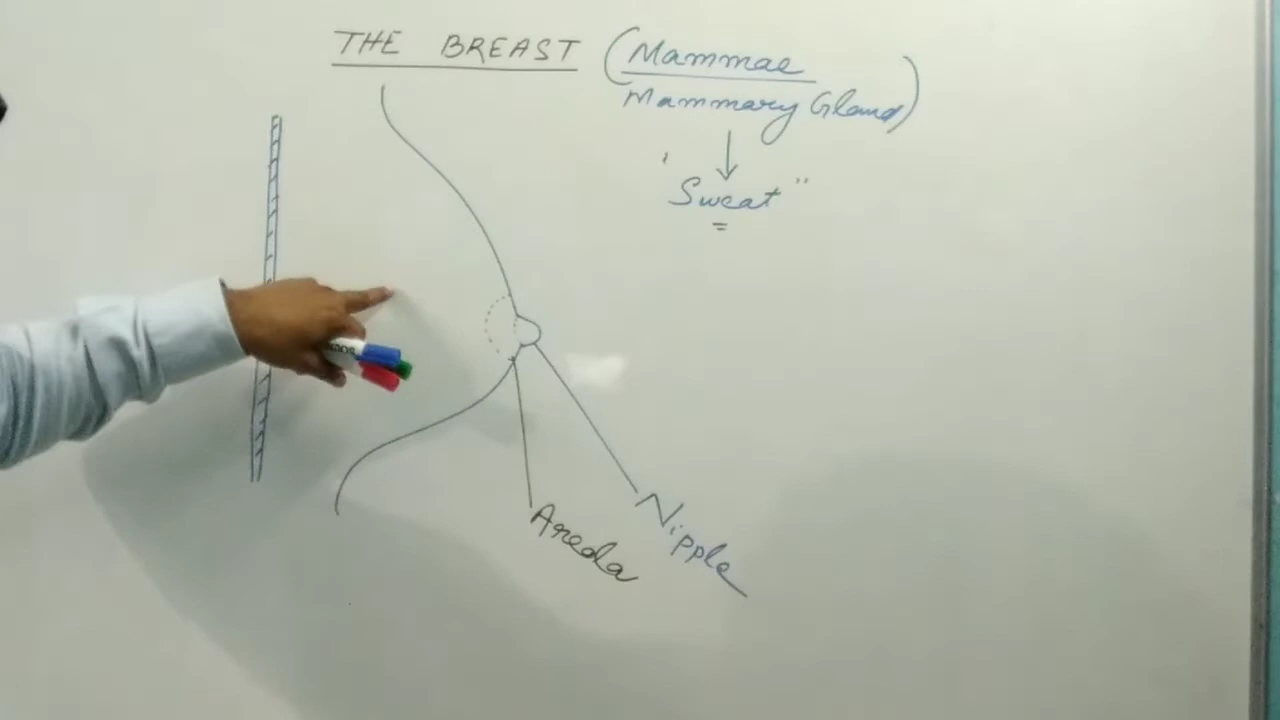 THE BREAST (Mammae
Mammary Gland)
"Sweat"
Areola
Nipple